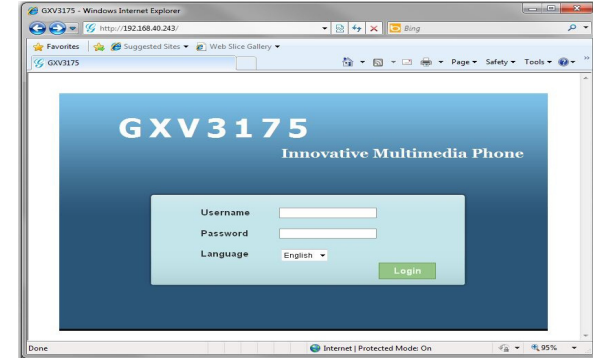 GXV3175 - Windows Internet Explorer
http://192.168.40.243/
Bing
Favorites Suggested Sites Web Slice Gallery
GXV3175 Page Safety Tools
GXV3175
Innovative Multimedia Phone
Username
Password
Language English
Login
Done Internet | Protected Mode: On 95%